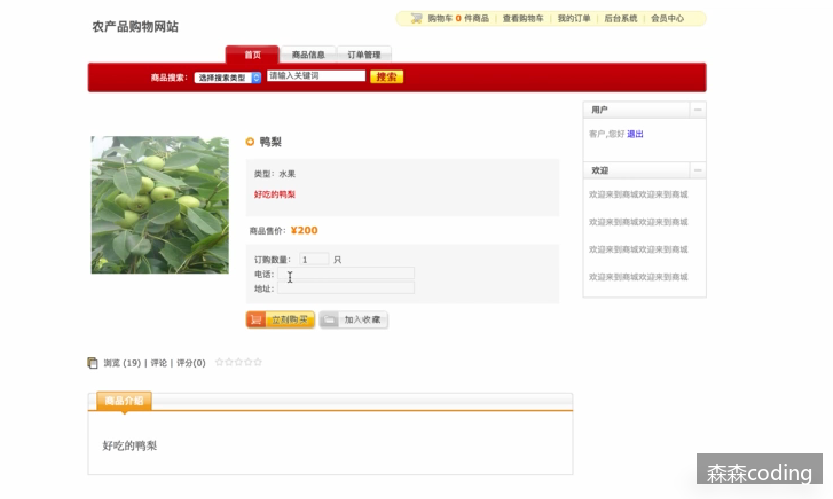 农产品购物网站
购物车 0 件商品 | 查看购物车 | 我的订单 | 后台系统 | 会员中心
首页 商品信息 订单管理
商品搜索： 选择搜索类型 请输入关键词 搜索
用户
客户,您好 退出
鸭梨
类型：水果
好吃的鸭梨
商品售价：¥200
订购数量： 1 只
电话：
地址：
立刻购买 加入收藏
欢迎
欢迎来到商城欢迎来到商城
欢迎来到商城欢迎来到商城
欢迎来到商城欢迎来到商城
欢迎来到商城欢迎来到商城
浏览 (19) | 评论 | 评分(0)
商品介绍
好吃的鸭梨
森森coding